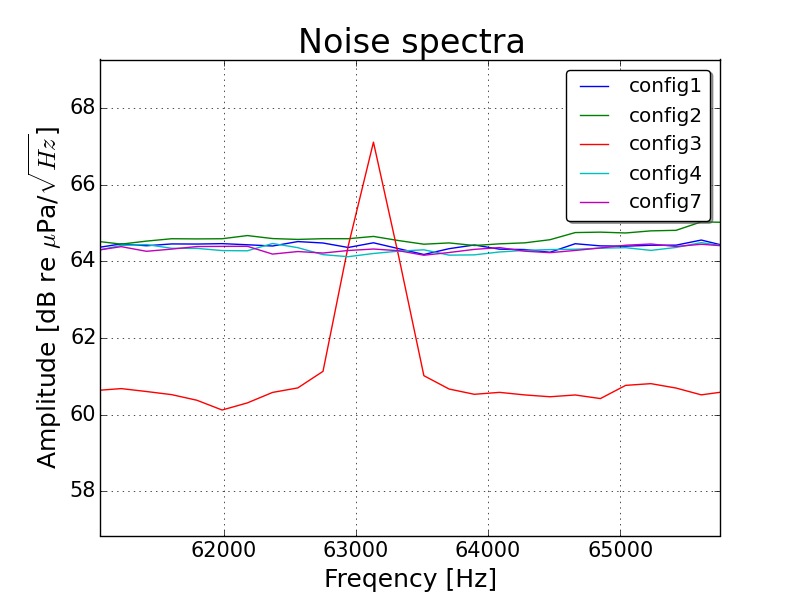 Noise spectra
Amplitude [dB re μPa/√Hz]
68
66
64
62
60
58
62000 63000 64000 65000
Freqency [Hz]
config1
config2
config3
config4
config7